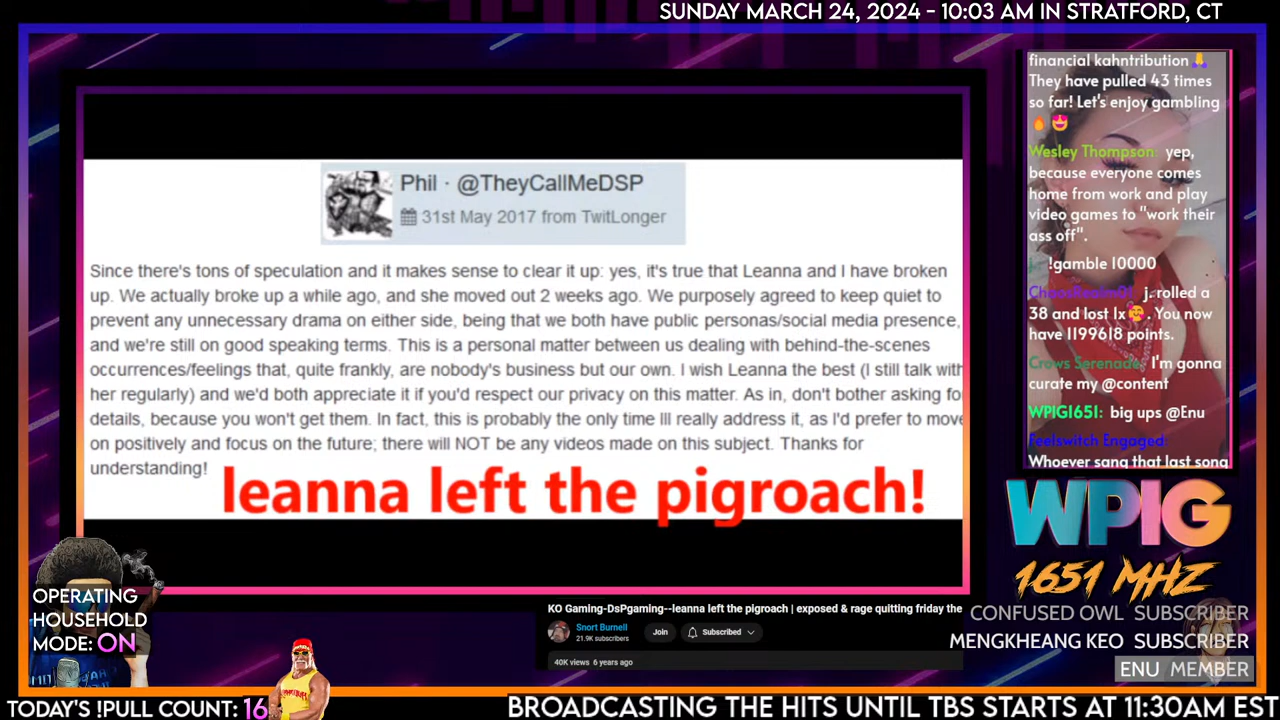 SUNDAY MARCH 24, 2024 - 10:03 AM IN STRATFORD, CT
Phil · @TheyCallMeDSP
31st May 2017 from TwitLonger
Since there's tons of speculation and it makes sense to clear it up: yes, it's true that Leanna and I have broken
up. We actually broke up a while ago, and she moved out 2 weeks ago. We purposely agreed to keep quiet to
prevent any unnecessary drama on either side, being that we both have public personas/social media presence,
and we're still on good speaking terms. This is a personal matter between us dealing with behind-the-scenes
occurrences/feelings that, quite frankly, are nobody's business but our own. I wish Leanna the best (I still talk with
her regularly) and we'd both appreciate it if you'd respect our privacy on this matter. As in, don't bother asking fo
details, because you won't get them. In fact, this is probably the only time Ill really address it, as I'd prefer to move
on positively and focus on the future; there will NOT be any videos made on this subject. Thanks for
understanding!
leanna left the pigroach!
financial kahntribution🙏
They have pulled 43 times
so far! Let's enjoy gambling
🔥😍
Wesley Thompson: yep,
because everyone comes
home from work and play
video games to "work their
ass off".
!gamble 10000
ChaosRealm01 j. rolled a
38 and lost 1x🥰. You now
have 1199618 points.
Crows Serenade: I'm gonna
curate my @content
WPIG1651: big ups @Enu
Feelswitch Engaged:
Whoever sang that last song
WPIG
1651 MHZ
OPERATING
HOUSEHOLD
MODE: ON
KO Gaming-DsPgaming--leanna left the pigroach | exposed & rage quitting friday the
Snort Burnell
21.9K subscribers
Join
Subscribed
40K views 6 years ago
CONFUSED OWL SUBSCRIBER
MENGKHEANG KEO SUBSCRIBER
ENU MEMBER
TODAY'S !PULL COUNT: 16
BROADCASTING THE HITS UNTIL TBS STARTS AT 11:30AM EST